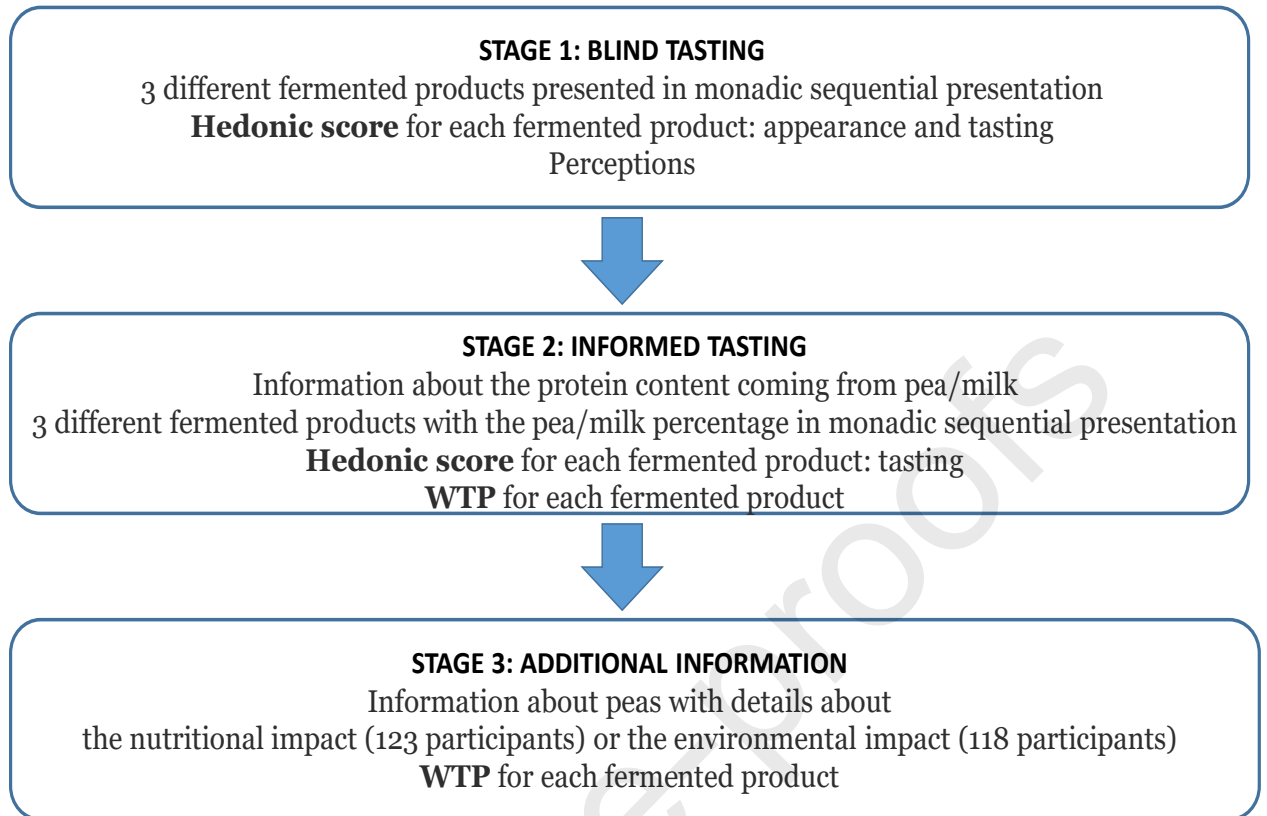 STAGE 1: BLIND TASTING
3 different fermented products presented in monadic sequential presentation
Hedonic score for each fermented product: appearance and tasting
Perceptions
STAGE 2: INFORMED TASTING
Information about the protein content coming from pea/milk
3 different fermented products with the pea/milk percentage in monadic sequential presentation
Hedonic score for each fermented product: tasting
WTP for each fermented product
STAGE 3: ADDITIONAL INFORMATION
Information about peas with details about
the nutritional impact (123 participants) or the environmental impact (118 participants)
WTP for each fermented product
e-proofs